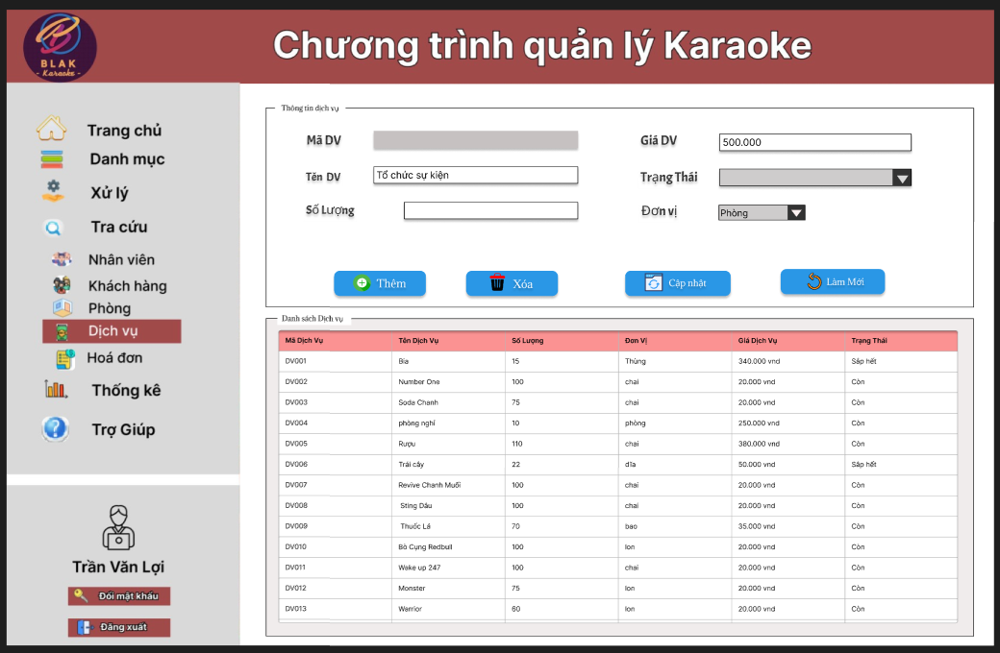 BLAK
- Karaoke -
Chương trình quản lý Karaoke
Trang chủ
Danh mục
Xử lý
Tra cứu
Nhân viên
Khách hàng
Phòng
Dịch vụ
Hoá đơn
Thống kê
Trợ Giúp
Trần Văn Lợi
Đổi mật khẩu
Đăng xuất
Thông tin dịch vụ
Mã DV
Giá DV 500.000
Tên DV Tổ chức sự kiện
Trạng Thái
Số Lượng
Đơn vị Phòng
Thêm Xóa Cập nhật Làm Mới
Danh sách Dịch vụ
Mã Dịch Vụ Tên Dịch Vụ Số Lượng Đơn Vị Giá Dịch Vụ Trạng Thái
DV001 Bia 15 Thùng 340.000 vnd Sắp hết
DV002 Number One 100 chai 20.000 vnd Còn
DV003 Soda Chanh 75 chai 20.000 vnd Còn
DV004 phòng nghỉ 10 phòng 250.000 vnd Còn
DV005 Rượu 110 chai 380.000 vnd Còn
DV006 Trái cây 22 dĩa 50.000 vnd Sắp hết
DV007 Revive Chanh Muối 100 chai 20.000 vnd Còn
DV008 Sting Dâu 100 chai 20.000 vnd Còn
DV009 Thuốc Lá 70 bao 35.000 vnd Còn
DV010 Bò Cụng Redbull 100 lon 20.000 vnd Còn
DV011 Wake up 247 100 chai 20.000 vnd Còn
DV012 Monster 75 lon 20.000 vnd Còn
DV013 Warrior 60 lon 20.000 vnd Còn